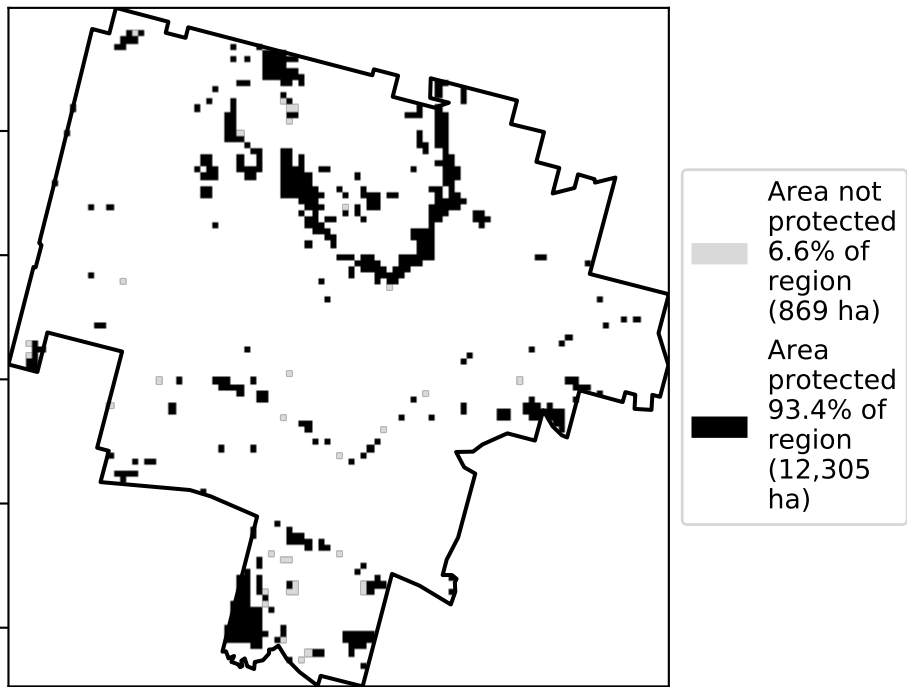 Area not
protected
6.6% of
region
(869 ha)
Area
protected
93.4% of
region
(12,305
ha)